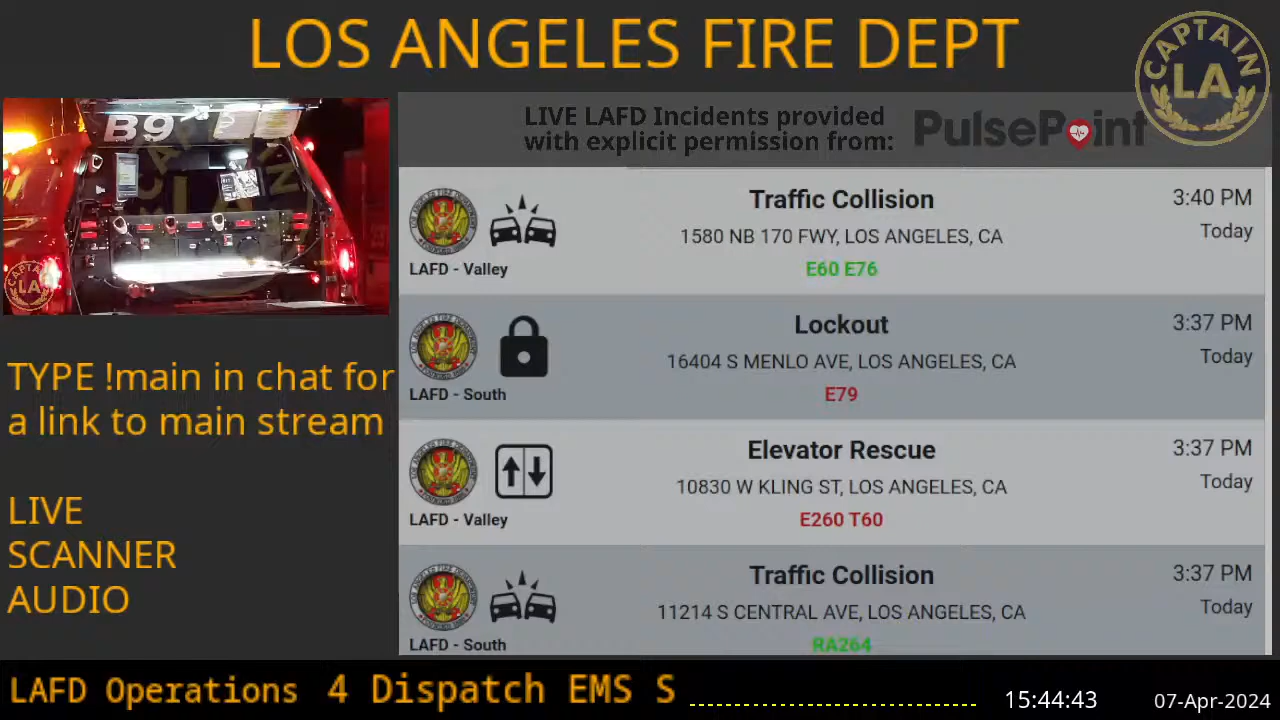 LOS ANGELES FIRE DEPT
CAPTAIN
LA
LIVE LAFD Incidents provided
with explicit permission from:
PulsePoint
B9
CAPTAIN
LA
TYPE !main in chat for
a link to main stream
LIVE
SCANNER
AUDIO
Traffic Collision
3:40 PM
1580 NB 170 FWY, LOS ANGELES, CA
Today
LAFD - Valley
E60 E76
Lockout
3:37 PM
16404 S MENLO AVE, LOS ANGELES, CA
Today
LAFD - South
E79
Elevator Rescue
3:37 PM
10830 W KLING ST, LOS ANGELES, CA
Today
LAFD - Valley
E260 T60
Traffic Collision
3:37 PM
11214 S CENTRAL AVE, LOS ANGELES, CA
Today
LAFD - South
RA264
LAFD Operations 4 Dispatch EMS S
15:44:43
07-Apr-2024